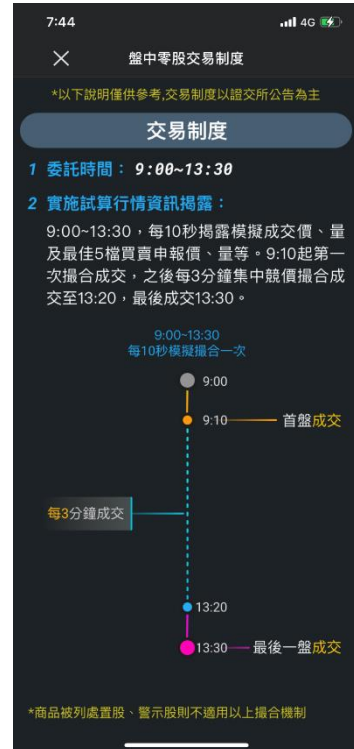 7:44
4G
盤中零股交易制度
*以下說明僅供參考,交易制度以證交所公告為主
交易制度
1 委託時間：9:00~13:30
2 實施試算行情資訊揭露：
9:00~13:30，每10秒揭露模擬成交價、量
及最佳5檔買賣申報價、量等。9:10起第一
次撮合成交，之後每3分鐘集中競價撮合成
交至13:20，最後成交13:30。
9:00~13:30
每10秒模擬撮合一次
9:00
9:10 首盤成交
每3分鐘成交
13:20
13:30 最後一盤成交
*商品被列處置股、警示股則不適用以上撮合機制